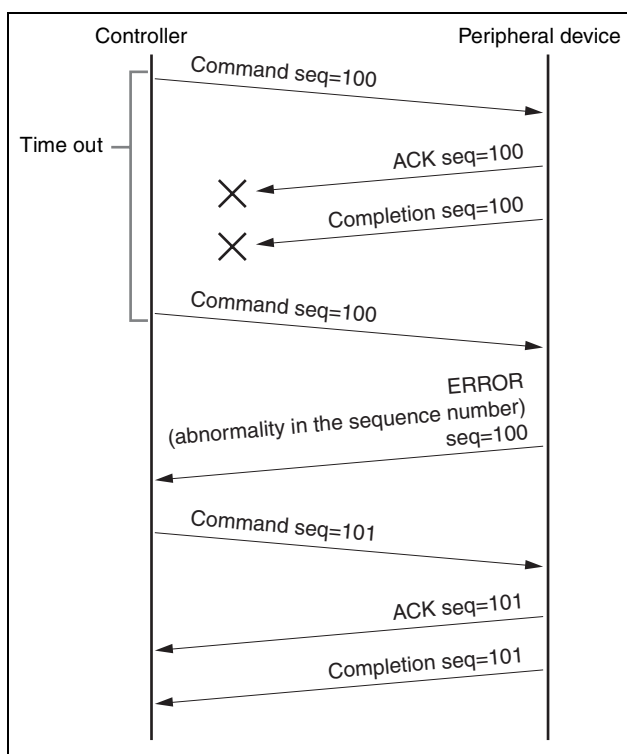 Controller
Peripheral device
Command seq=100
Time out
ACK seq=100
Completion seq=100
Command seq=100
ERROR
(abnormality in the sequence number)
seq=100
Command seq=101
ACK seq=101
Completion seq=101